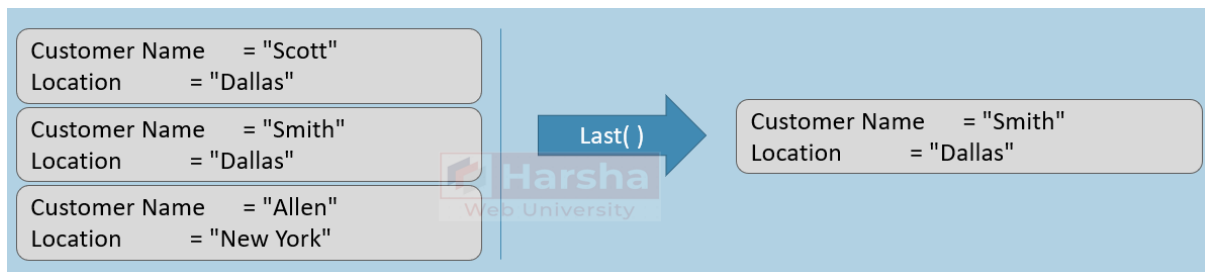 Customer Name = "Scott"
Location = "Dallas"
Customer Name = "Smith"
Location = "Dallas"
Customer Name = "Allen"
Location = "New York"
Last( )
Customer Name = "Smith"
Location = "Dallas"
Harsha
Web University